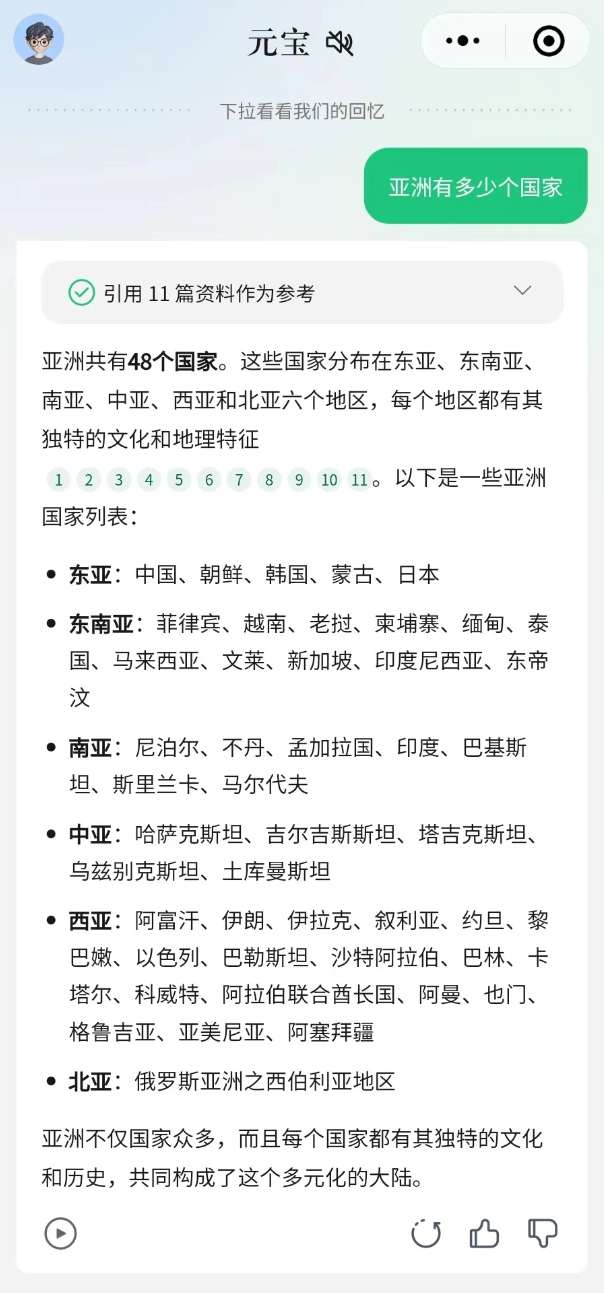 元宝
下拉看看我们的回忆
亚洲有多少个国家
引用 11 篇资料作为参考
亚洲共有48个国家。这些国家分布在东亚、东南亚、
南亚、中亚、西亚和北亚六个地区，每个地区都有其
独特的文化和地理特征
1 2 3 4 5 6 7 8 9 10 11。以下是一些亚洲
国家列表：
• 东亚：中国、朝鲜、韩国、蒙古、日本
• 东南亚：菲律宾、越南、老挝、柬埔寨、缅甸、泰
国、马来西亚、文莱、新加坡、印度尼西亚、东帝
汶
• 南亚：尼泊尔、不丹、孟加拉国、印度、巴基斯
坦、斯里兰卡、马尔代夫
• 中亚：哈萨克斯坦、吉尔吉斯斯坦、塔吉克斯坦、
乌兹别克斯坦、土库曼斯坦
• 西亚：阿富汗、伊朗、伊拉克、叙利亚、约旦、黎
巴嫩、以色列、巴勒斯坦、沙特阿拉伯、巴林、卡
塔尔、科威特、阿拉伯联合酋长国、阿曼、也门、
格鲁吉亚、亚美尼亚、阿塞拜疆
• 北亚：俄罗斯亚洲之西伯利亚地区
亚洲不仅国家众多，而且每个国家都有其独特的文化
和历史，共同构成了这个多元化的大陆。